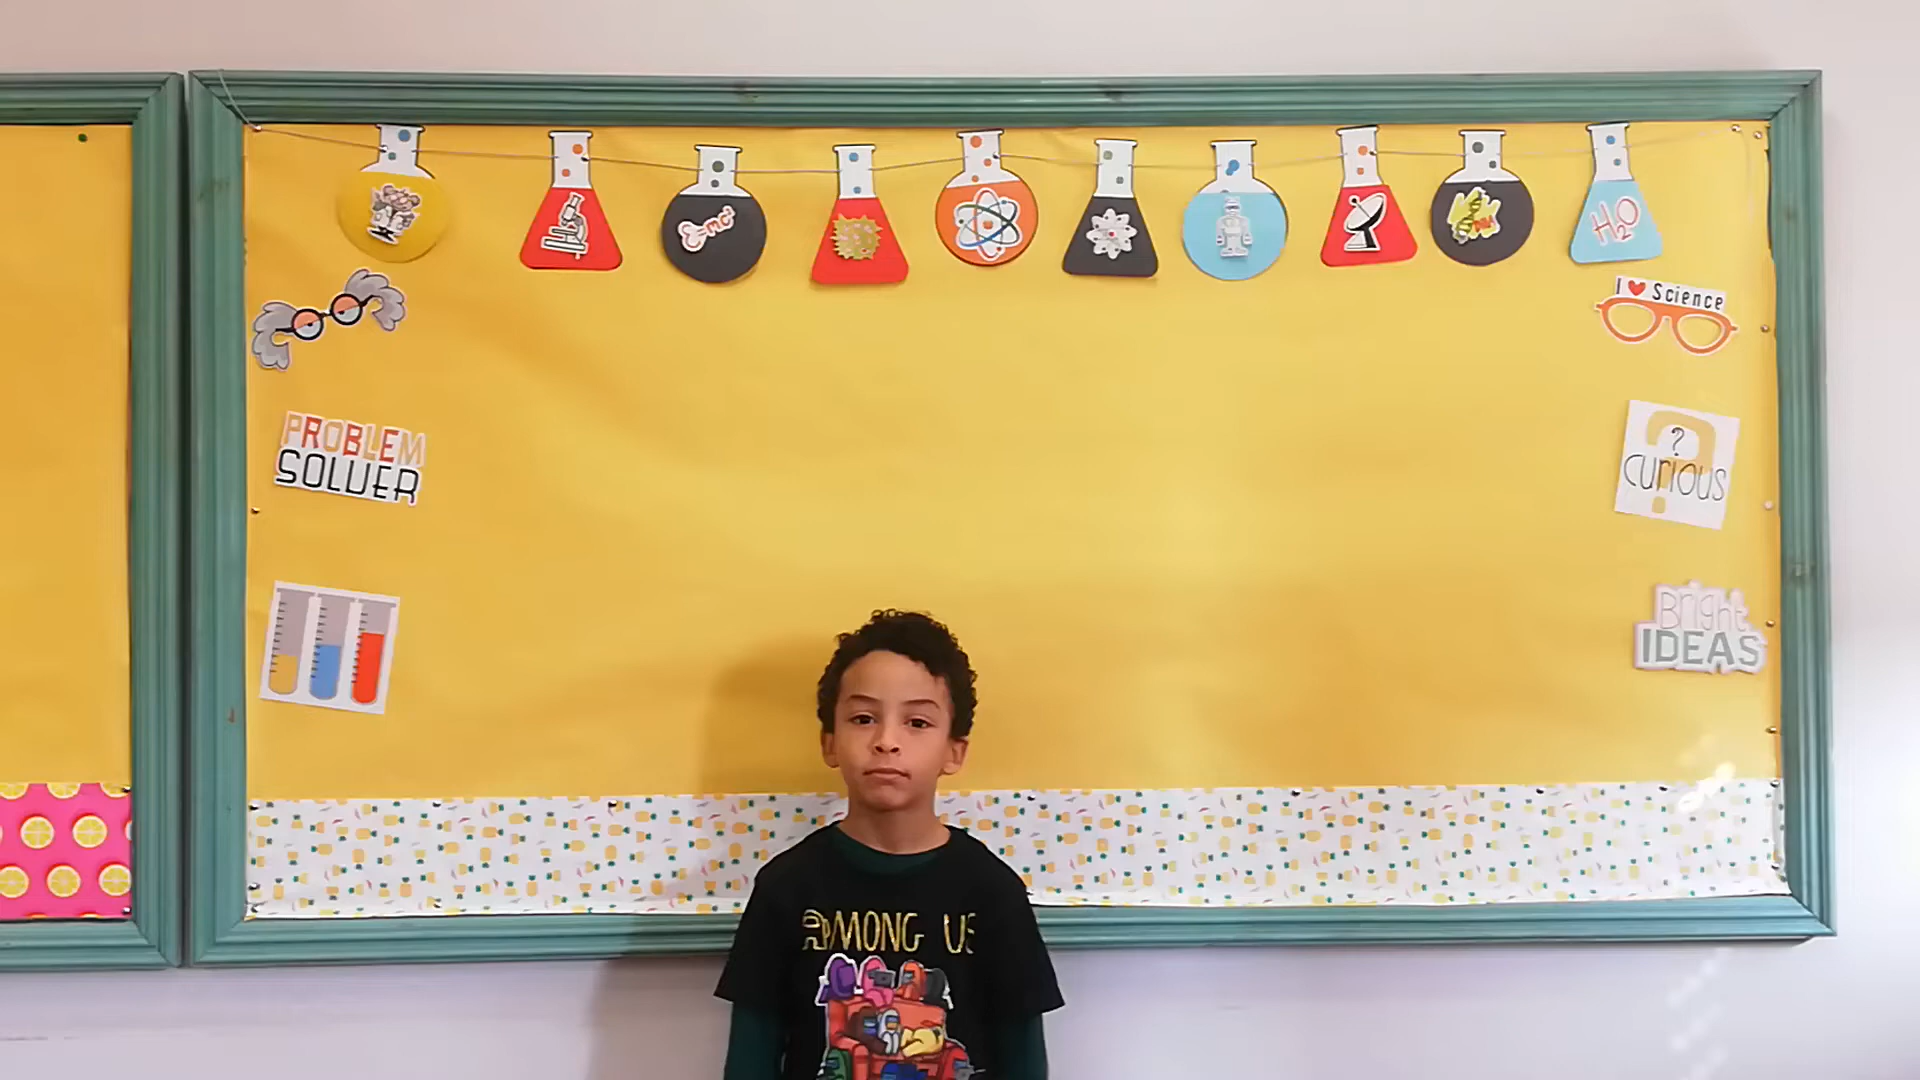 E=mc²
H₂O
I ♥ Science
PROBLEM
SOLVER
?
curious
Bright
IDEAS
AMONG US